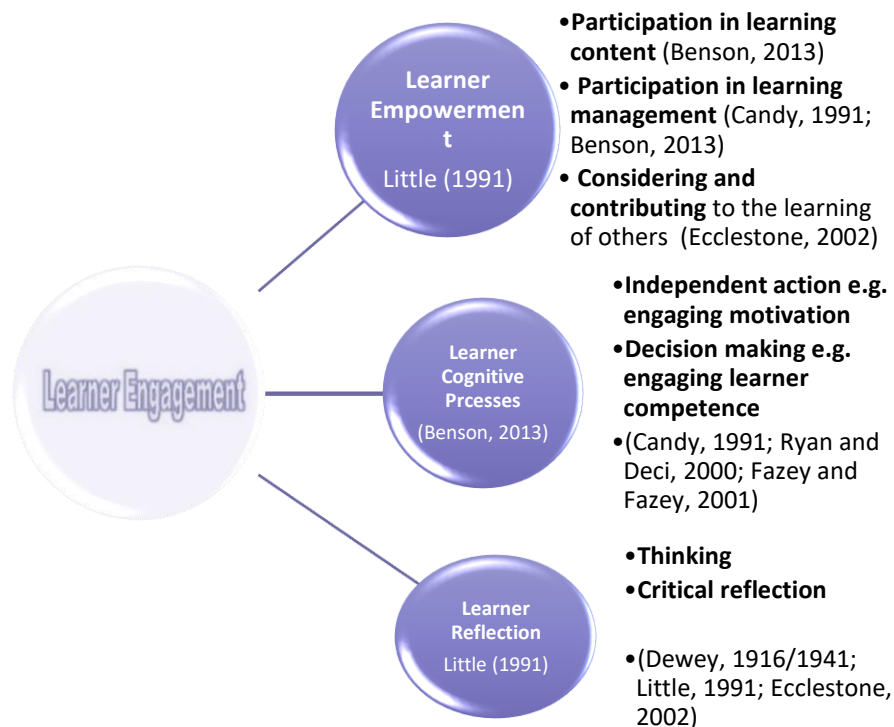 Learner Engagement
Learner
Empowermen
t
Little (1991)
•Participation in learning
content (Benson, 2013)
• Participation in learning
management (Candy, 1991;
Benson, 2013)
• Considering and
contributing to the learning
of others  (Ecclestone, 2002)
Learner
Cognitive
Prcesses
(Benson, 2013)
•Independent action e.g.
engaging motivation
•Decision making e.g.
engaging learner
competence
•(Candy, 1991; Ryan and
Deci, 2000; Fazey and
Fazey, 2001)
Learner
Reflection
Little (1991)
•Thinking
•Critical reflection
•(Dewey, 1916/1941;
Little, 1991; Ecclestone,
2002)